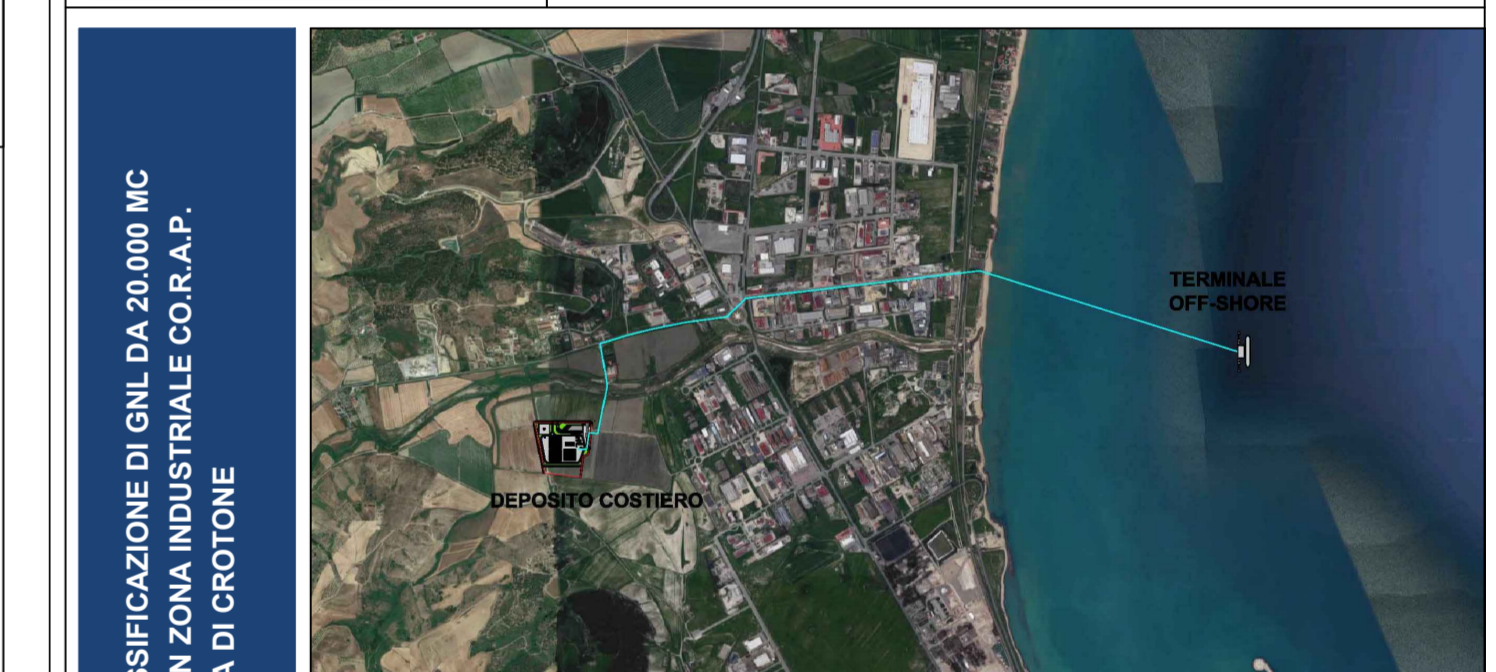 SSIFICAZIONE DI GNL DA 20.000 MC
N ZONA INDUSTRIALE CO.R.A.P.
A DI CROTONE
TERMINALE
OFF-SHORE
DEPOSITO COSTIERO